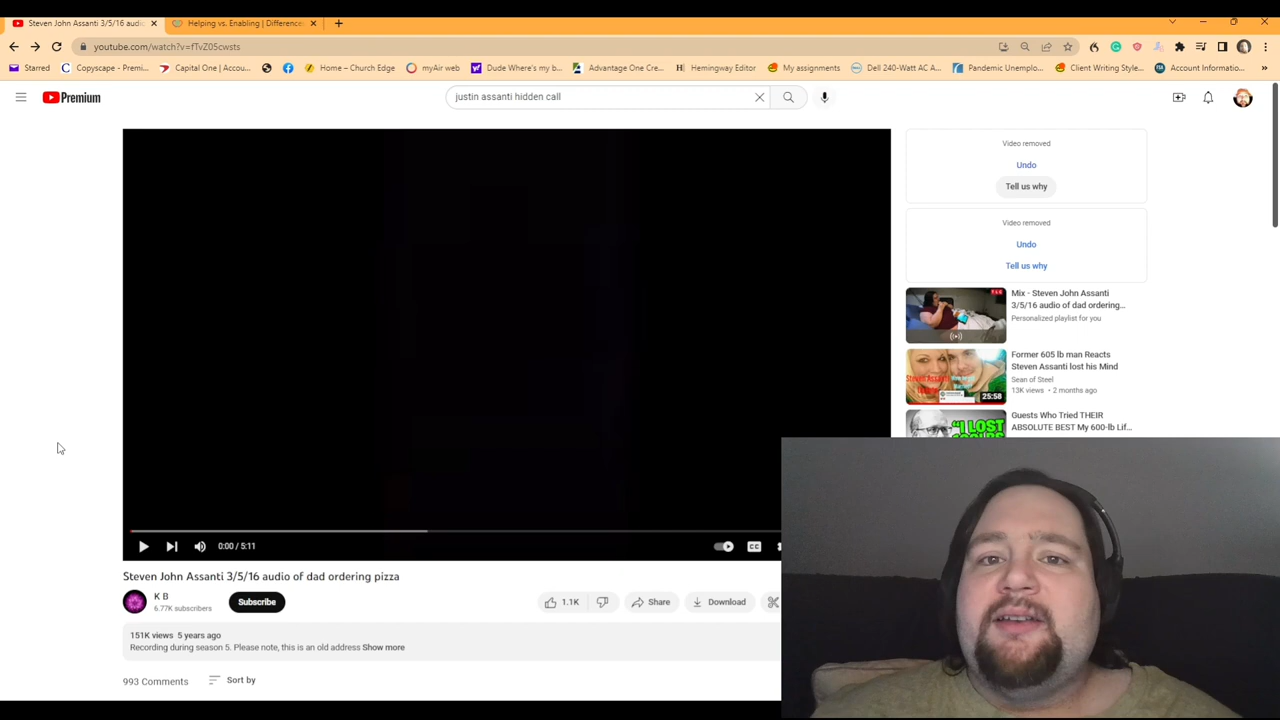 Steven John Assanti 3/5/16 audio
Helping vs. Enabling | Difference
youtube.com/watch?v=fTvZ05cwsts
Starred
Copyscape - Premi...
Capital One | Accou...
Home – Church Edge
myAir web
Dude Where's my b...
Advantage One Cre...
Hemingway Editor
My assignments
Dell 240-Watt AC A...
Pandemic Unemplo...
Client Writing Style...
Account Informatio...
Premium
justin assanti hidden call
Video removed
Undo
Tell us why
Video removed
Undo
Tell us why
Mix - Steven John Assanti
3/5/16 audio of dad ordering...
Personalized playlist for you
Former 605 lb man Reacts
Steven Assanti lost his Mind
Sean of Steel
13K views • 2 months ago
25:58
Guests Who Tried THEIR
ABSOLUTE BEST My 600-lb Lif...
"I LOST
0:00 / 5:11
CC
Steven John Assanti 3/5/16 audio of dad ordering pizza
K B
6.77K subscribers
Subscribe
1.1K
Share
Download
151K views 5 years ago
Recording during season 5. Please note, this is an old address Show more
993 Comments
Sort by